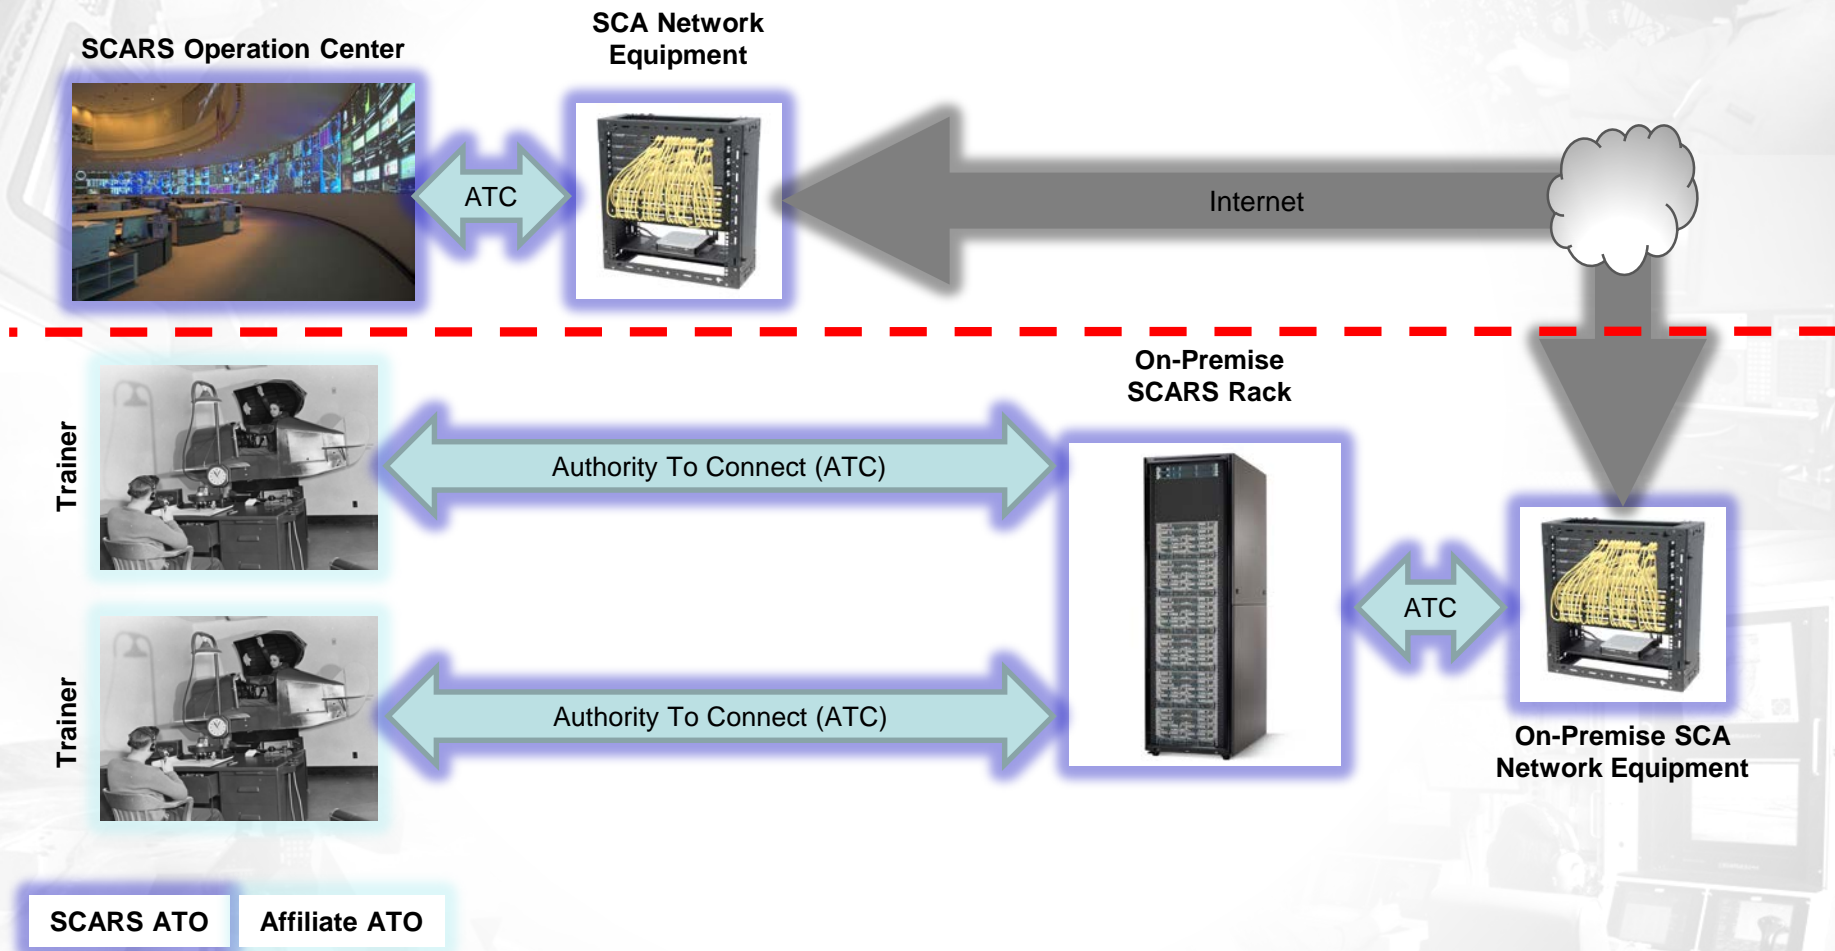 SCARS Operation Center
SCA Network
Equipment
ATC
Internet
On-Premise
SCARS Rack
Trainer
Authority To Connect (ATC)
ATC
Trainer
Authority To Connect (ATC)
On-Premise SCA
Network Equipment
SCARS ATO
Affiliate ATO